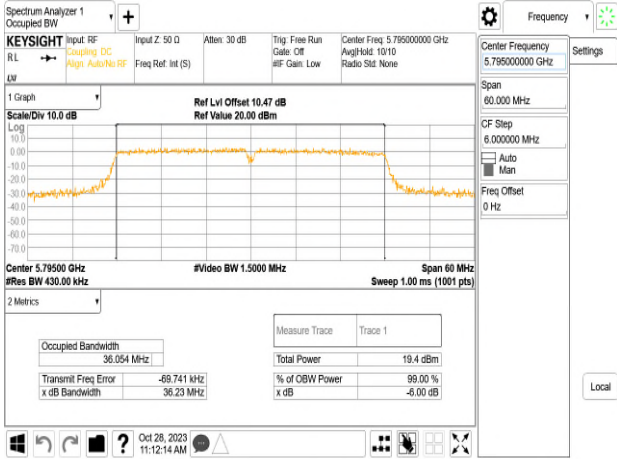 Spectrum Analyzer 1
Occupied BW
Frequency
KEYSIGHT Input: RF Input Z: 50 Ω Atten: 30 dB Trig: Free Run Center Freq: 5.795000000 GHz
RL Coupling: DC Gate: Off Avg|Hold: 10/10
Align: Auto/No RF Freq Ref: Int (S) #IF Gain: Low Radio Std: None
Center Frequency
5.795000000 GHz
Settings
Span
60.000 MHz
CF Step
6.000000 MHz
Auto
Man
Freq Offset
0 Hz
Local
1 Graph
Ref Lvl Offset 10.47 dB
Scale/Div 10.0 dB Ref Value 20.00 dBm
Log
10.0
0.00
-10.0
-20.0
-30.0
-40.0
-50.0
-60.0
-70.0
Center 5.79500 GHz #Video BW 1.5000 MHz Span 60 MHz
#Res BW 430.00 kHz Sweep 1.00 ms (1001 pts)
2 Metrics
Measure Trace Trace 1
Occupied Bandwidth
36.054 MHz
Total Power 19.4 dBm
Transmit Freq Error -69.741 kHz % of OBW Power 99.00 %
x dB Bandwidth 36.23 MHz x dB -6.00 dB
Oct 28, 2023
11:12:14 AM